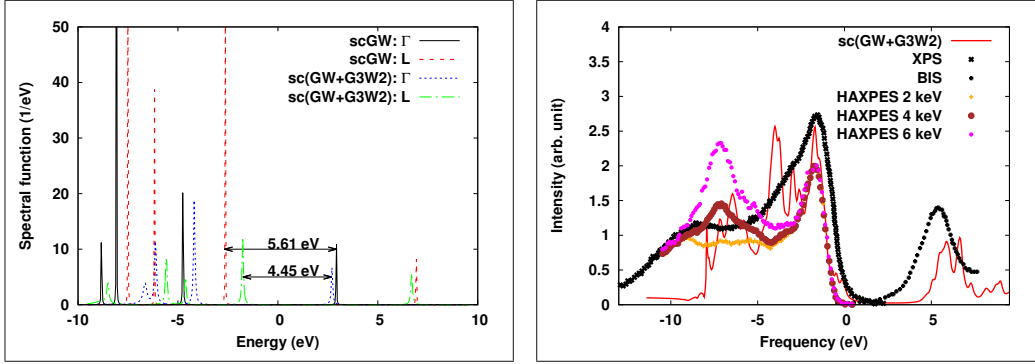 50
40
30
20
10
0
-10
-5
0
5
10
Spectral function (1/eV)
Energy (eV)
scGW: Γ
scGW: L
sc(GW+G3W2): Γ
sc(GW+G3W2): L
5.61 eV
4.45 eV
4
3.5
3
2.5
2
1.5
1
0.5
0
-10
-5
0
5
Intensity (arb. unit)
Frequency (eV)
sc(GW+G3W2)
XPS
BIS
HAXPES 2 keV
HAXPES 4 keV
HAXPES 6 keV